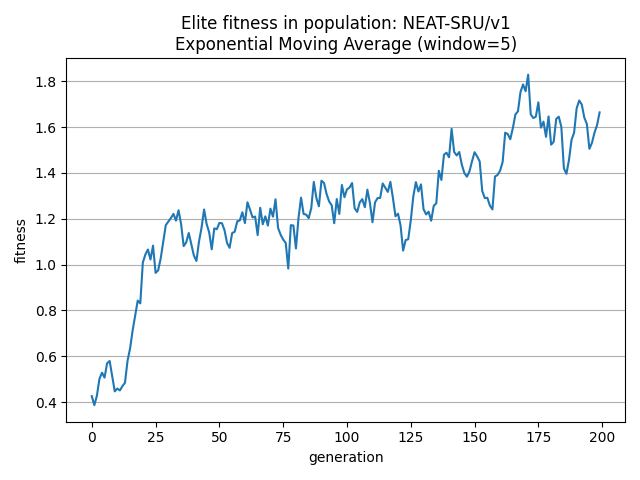 Elite fitness in population: NEAT-SRU/v1
Exponential Moving Average (window=5)
fitness
1.8
1.6
1.4
1.2
1.0
0.8
0.6
0.4
0 25 50 75 100 125 150 175 200
generation